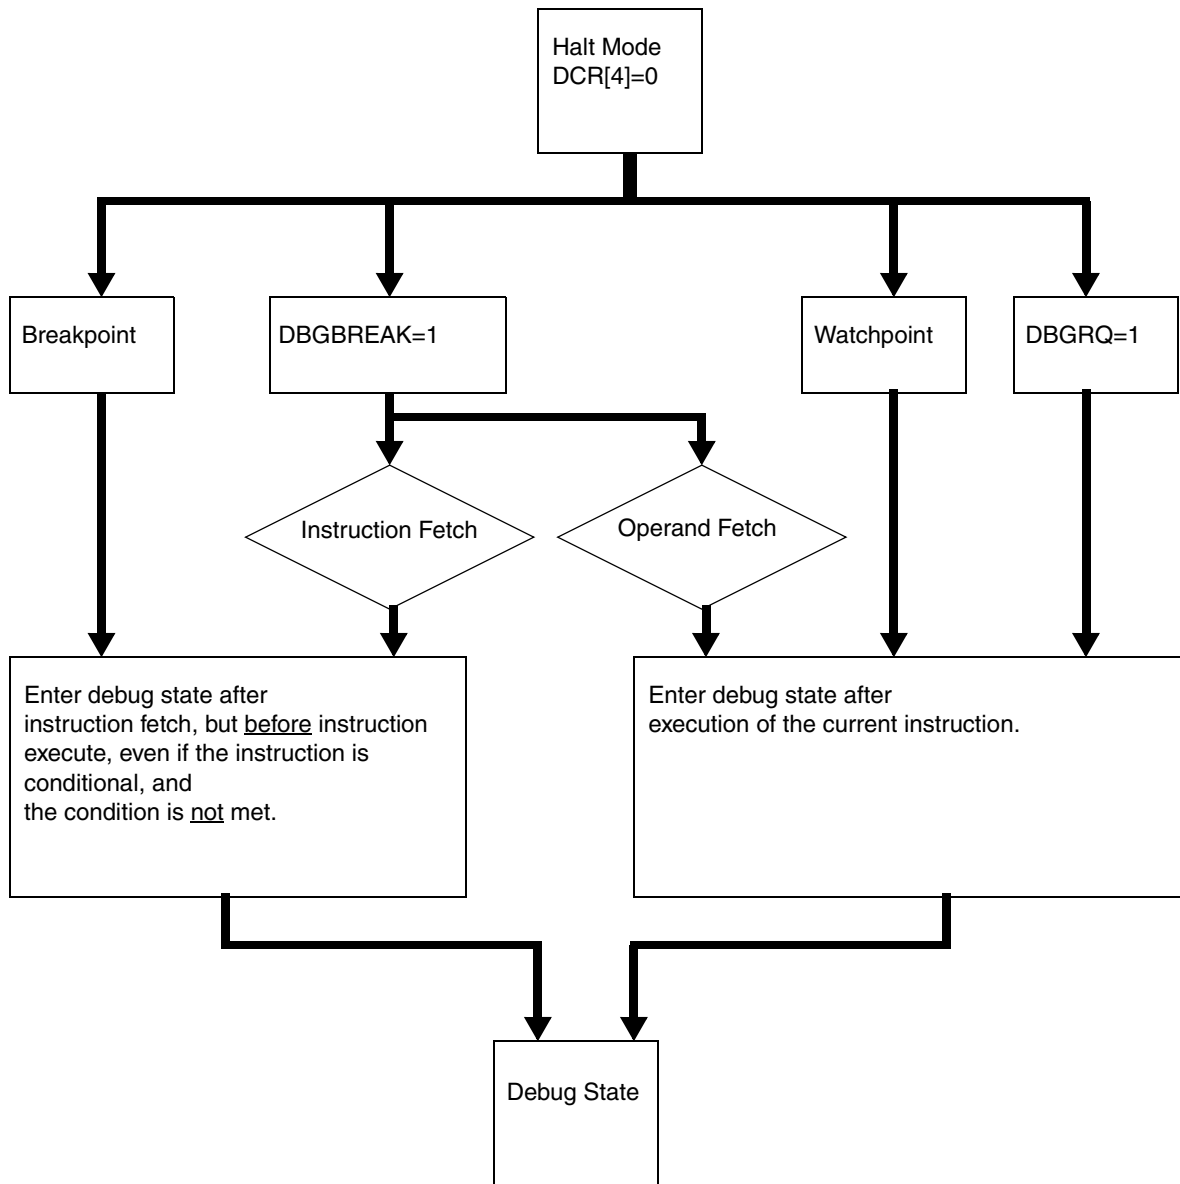 Halt Mode
DCR[4]=0
Breakpoint
DBGBREAK=1
Watchpoint
DBGRQ=1
Instruction Fetch
Operand Fetch
Enter debug state after
instruction fetch, but before instruction
execute, even if the instruction is
conditional, and
the condition is not met.
Enter debug state after
execution of the current instruction.
Debug State